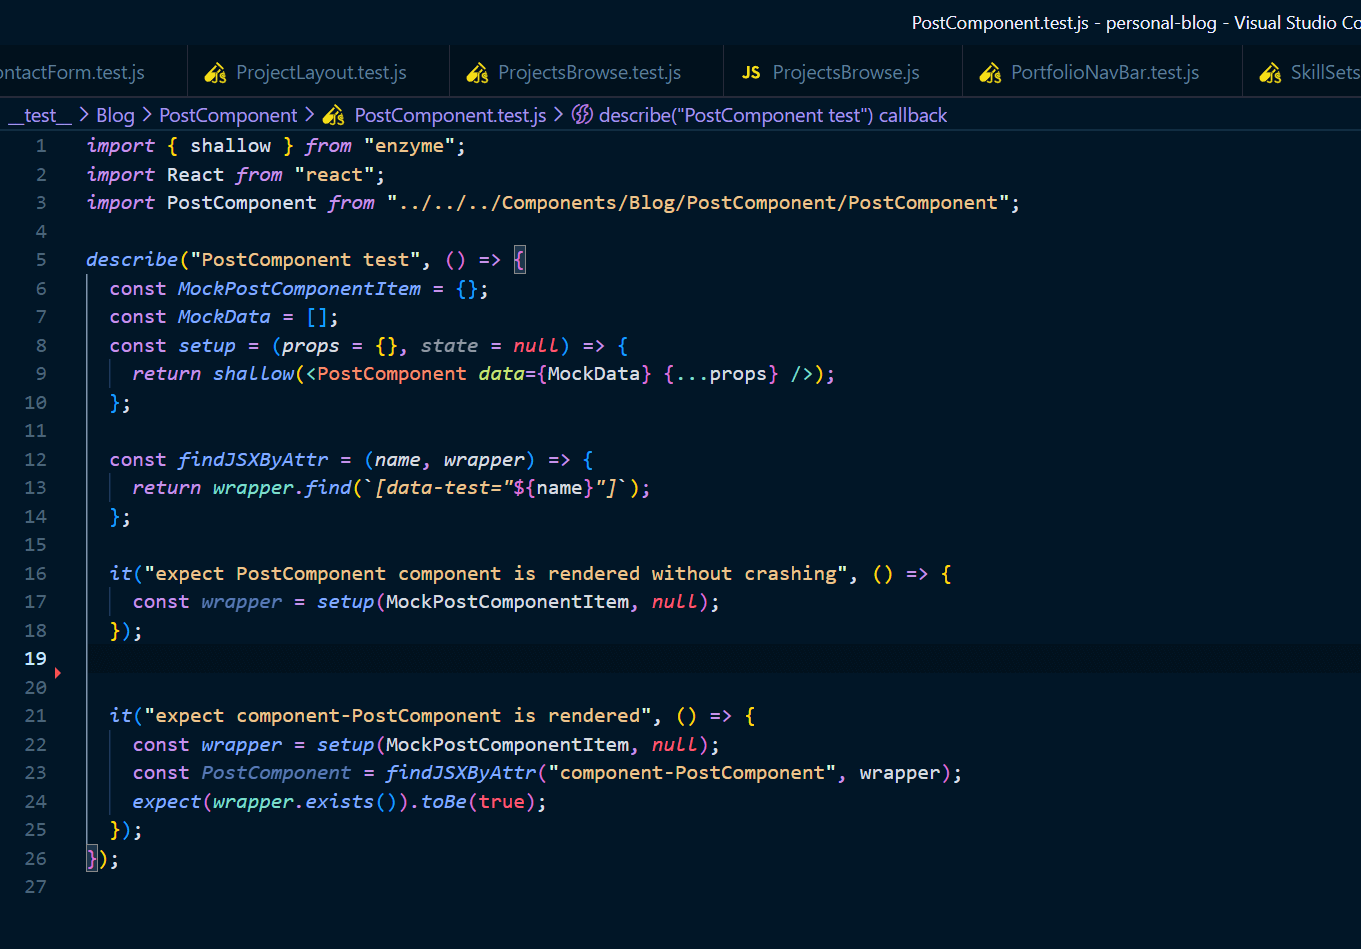 PostComponent.test.js - personal-blog - Visual Studio Co
ontactForm.test.js ProjectLayout.test.js ProjectsBrowse.test.js JS ProjectsBrowse.js PortfolioNavBar.test.js SkillSets
__test__ > Blog > PostComponent > PostComponent.test.js > describe("PostComponent test") callback
1 import { shallow } from "enzyme";
2 import React from "react";
3 import PostComponent from "../../../Components/Blog/PostComponent/PostComponent";
4
5 describe("PostComponent test", () => {
6 const MockPostComponentItem = {};
7 const MockData = [];
8 const setup = (props = {}, state = null) => {
9 return shallow(<PostComponent data={MockData} {...props} />);
10 };
11
12 const findJSXByAttr = (name, wrapper) => {
13 return wrapper.find(`[data-test="${name}"]`);
14 };
15
16 it("expect PostComponent component is rendered without crashing", () => {
17 const wrapper = setup(MockPostComponentItem, null);
18 });
19
20
21 it("expect component-PostComponent is rendered", () => {
22 const wrapper = setup(MockPostComponentItem, null);
23 const PostComponent = findJSXByAttr("component-PostComponent", wrapper);
24 expect(wrapper.exists()).toBe(true);
25 });
26 });
27